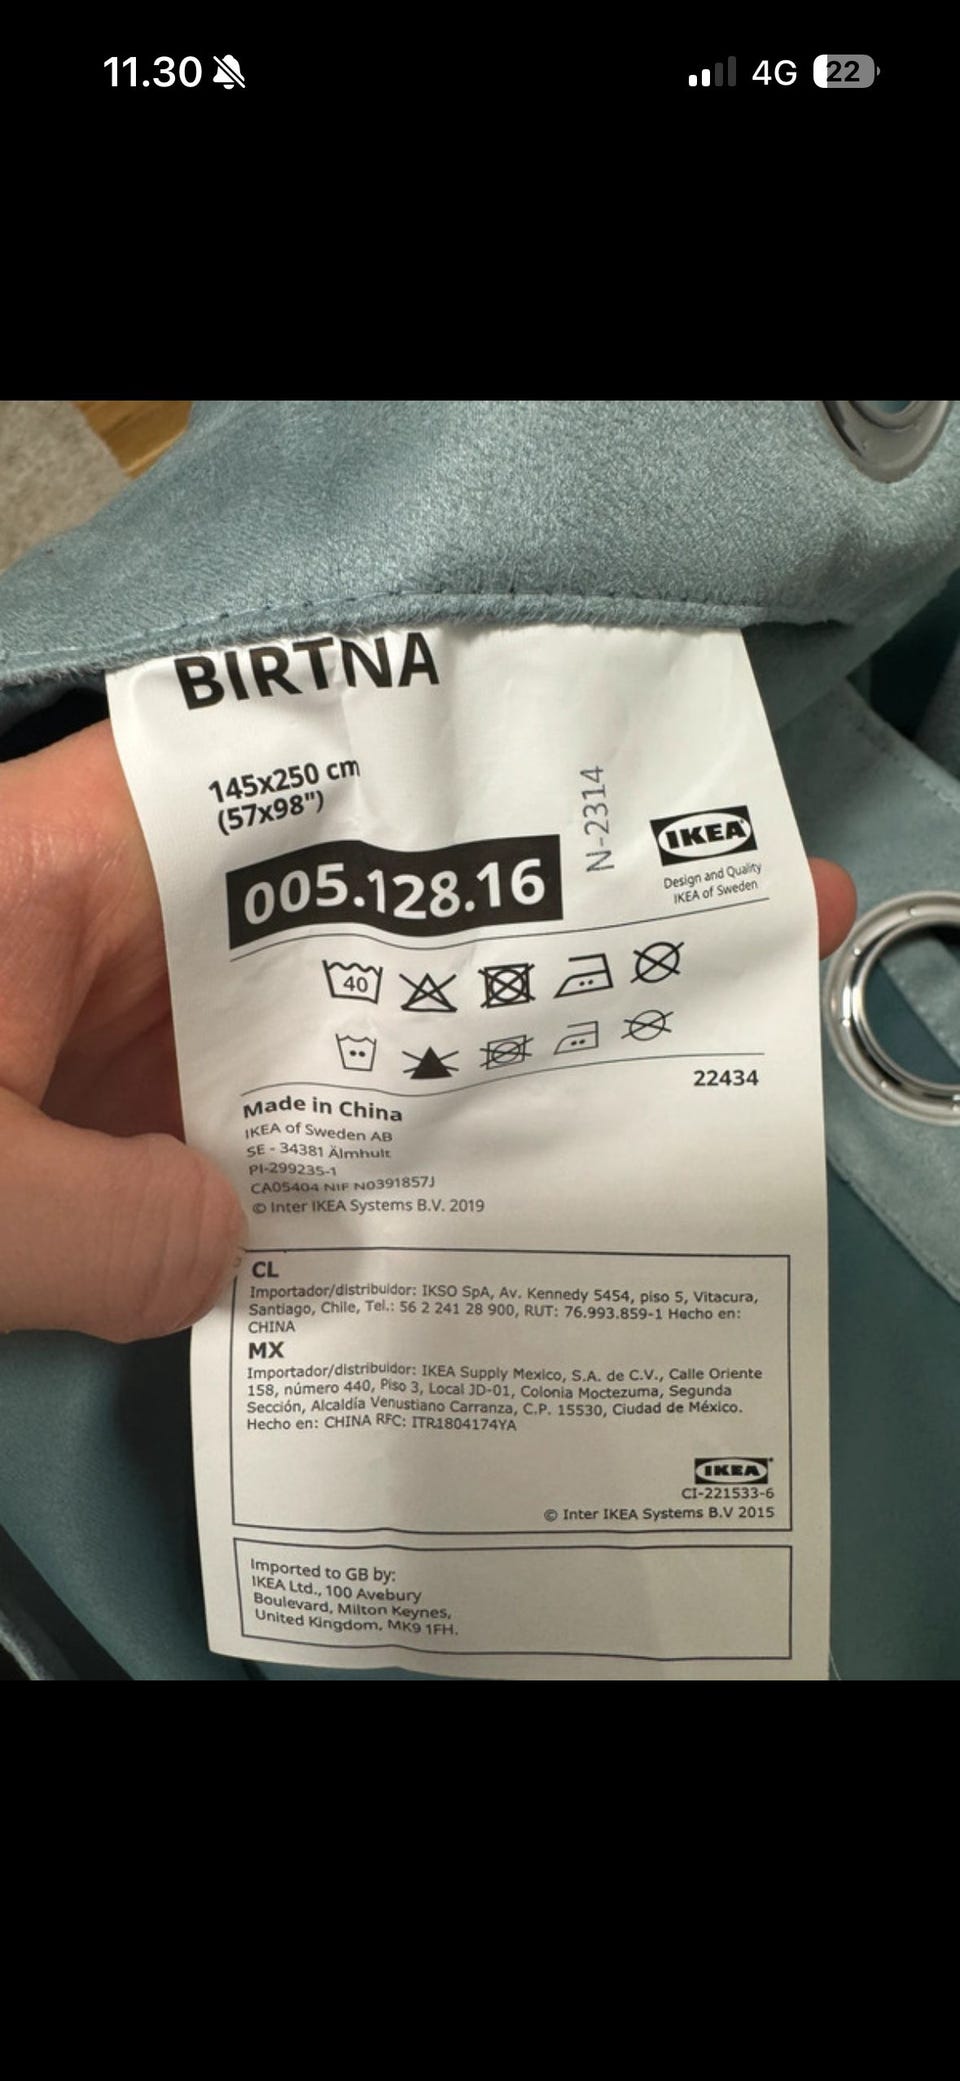 11.30
4G
22
BIRTNA
145x250 cm
(57x98")
N-2314
005.128.16
IKEA
Design and Quality
IKEA of Sweden
40
22434
Made in China
IKEA of Sweden AB
SE - 34381 Älmhult
PI-299235-1
CA05404 NIF N0391857J
© Inter IKEA Systems B.V. 2019
CL
Importador/distribuidor: IKSO SpA, Av. Kennedy 5454, piso 5, Vitacura,
Santiago, Chile, Tel.: 56 2 241 28 900, RUT: 76.993.859-1 Hecho en:
CHINA
MX
Importador/distribuidor: IKEA Supply Mexico, S.A. de C.V., Calle Oriente
158, número 440, Piso 3, Local JD-01, Colonia Moctezuma, Segunda
Sección, Alcaldía Venustiano Carranza, C.P. 15530, Ciudad de México.
Hecho en: CHINA RFC: ITR1804174YA
IKEA
CI-221533-6
© Inter IKEA Systems B.V 2015
Imported to GB by:
IKEA Ltd., 100 Avebury
Boulevard, Milton Keynes,
United Kingdom, MK9 1FH.